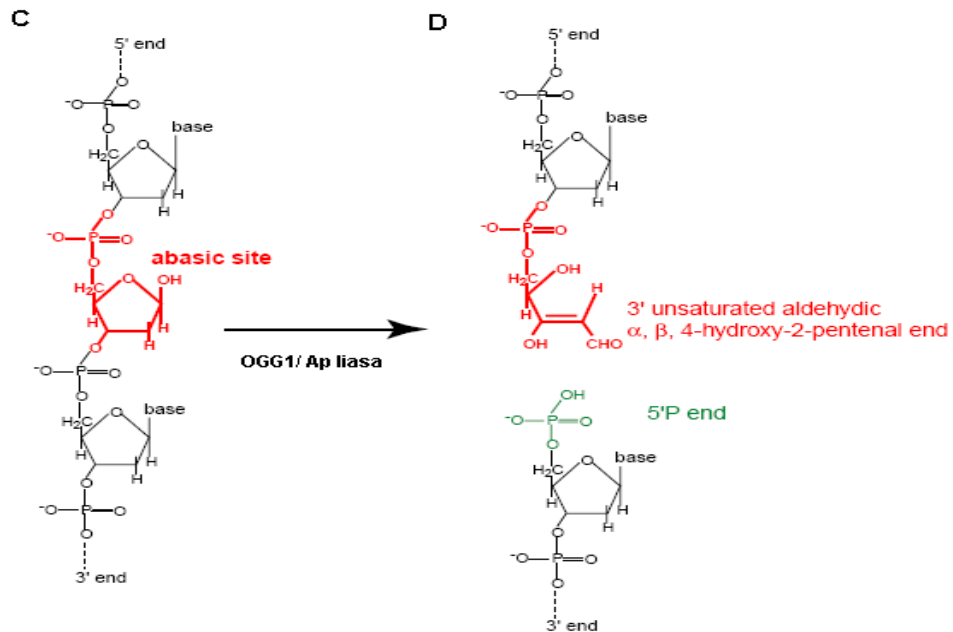 C
5' end
O
-O-P=O
O
base
H₂C
O
H
H
O
-O-P=O
abasic site
O
O
OH
H₂C
H
H
O
-O-P=O
O
base
H₂C
O
H
H
O
-O-P-O
O
3' end
OGG1/ Ap liasa
D
5' end
O
-O-P=O
O
base
H₂C
O
H
H
O
-O-P=O
O
H₂C
OH
H
H
OH
CHO
3' unsaturated aldehydic
α, β, 4-hydroxy-2-pentenal end
OH
-O-P=O
O
5'P end
base
H₂C
O
H
H
O
-O-P=O
O
3' end